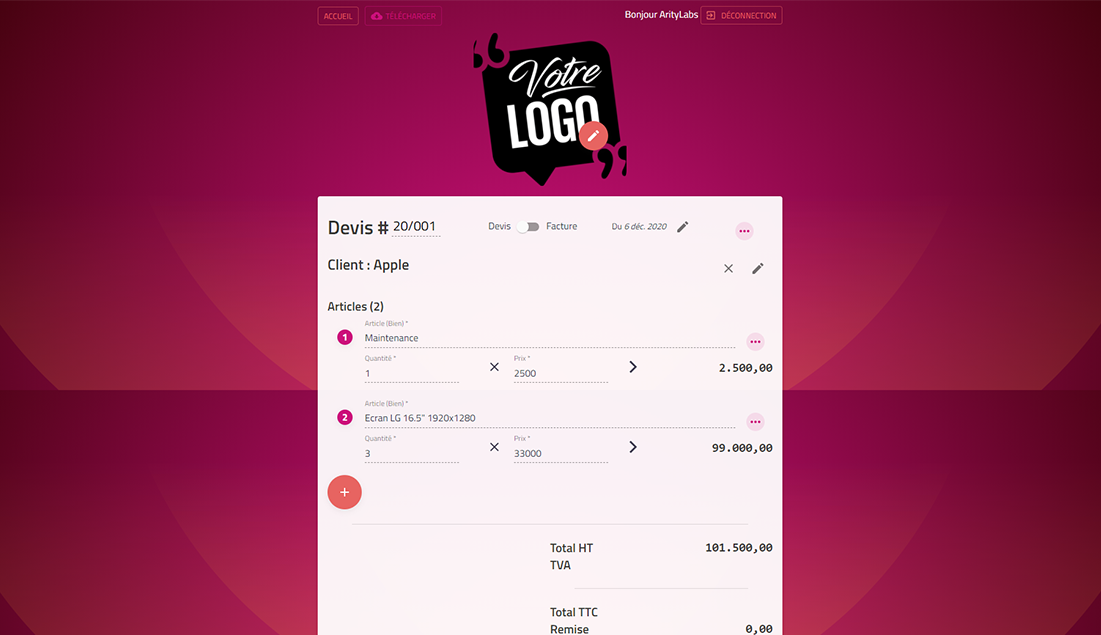 ACCUEIL TÉLÉCHARGER Bonjour ArityLabs DÉCONNECTION
Votre
LOGO
Devis # 20/001 Devis Facture Du 6 déc. 2020
Client : Apple
Articles (2)
Article (Bien) *
1 Maintenance
Quantité * Prix *
1 2500 2.500,00
Article (Bien) *
2 Ecran LG 16.5" 1920x1280
Quantité * Prix *
3 33000 99.000,00
Total HT 101.500,00
TVA
Total TTC
Remise 0,00